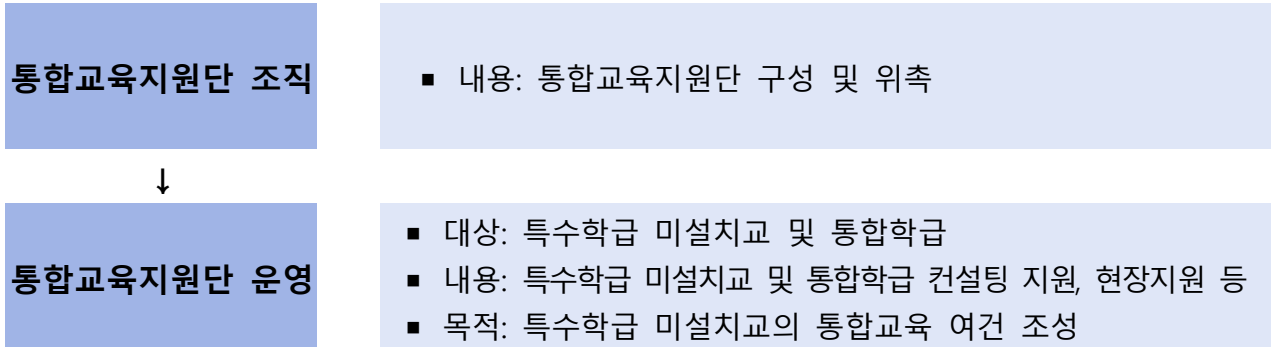 통합교육지원단 조직
▪ 내용: 통합교육지원단 구성 및 위촉
↓
통합교육지원단 운영
▪ 대상: 특수학급 미설치교 및 통합학급
▪ 내용: 특수학급 미설치교 및 통합학급 컨설팅 지원, 현장지원 등
▪ 목적: 특수학급 미설치교의 통합교육 여건 조성